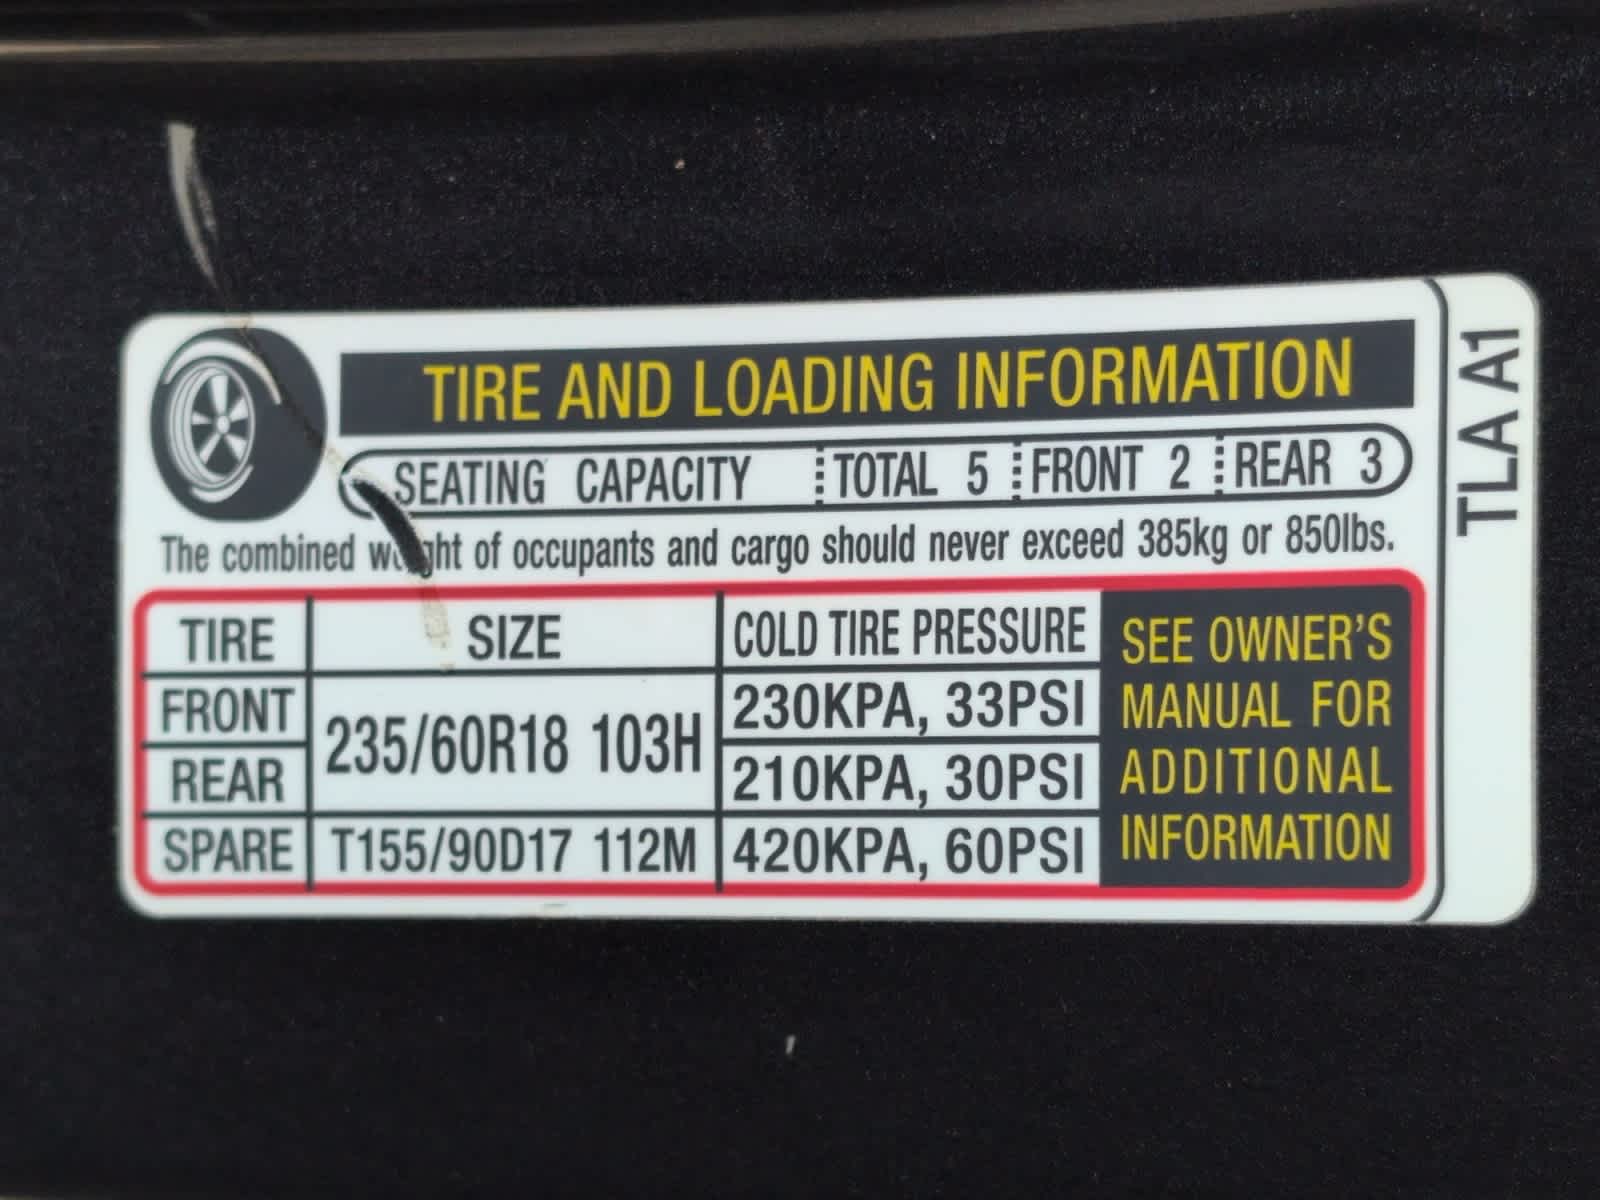 TIRE AND LOADING INFORMATION
SEATING CAPACITY TOTAL 5 FRONT 2 REAR 3
The combined weight of occupants and cargo should never exceed 385kg or 850lbs.
TIRE SIZE COLD TIRE PRESSURE
FRONT 235/60R18 103H 230KPA, 33PSI
REAR 210KPA, 30PSI
SPARE T155/90D17 112M 420KPA, 60PSI
SEE OWNER'S
MANUAL FOR
ADDITIONAL
INFORMATION
TLA A1